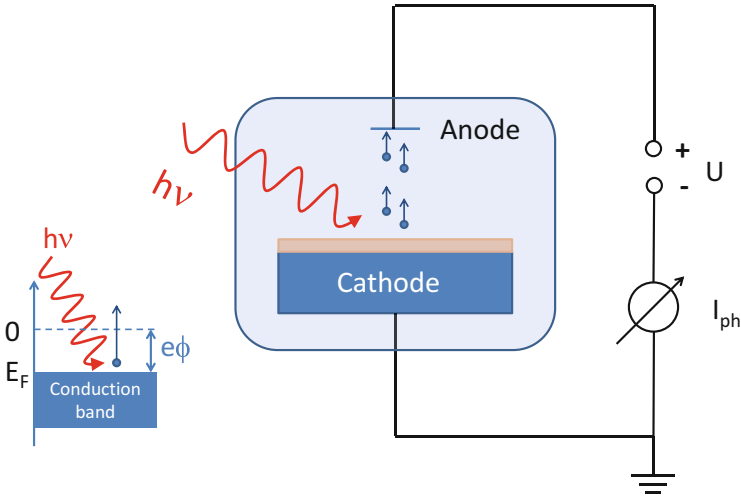 Anode
+
U
-
hν
Cathode
I_ph
hν
0
eϕ
E_F
Conduction
band